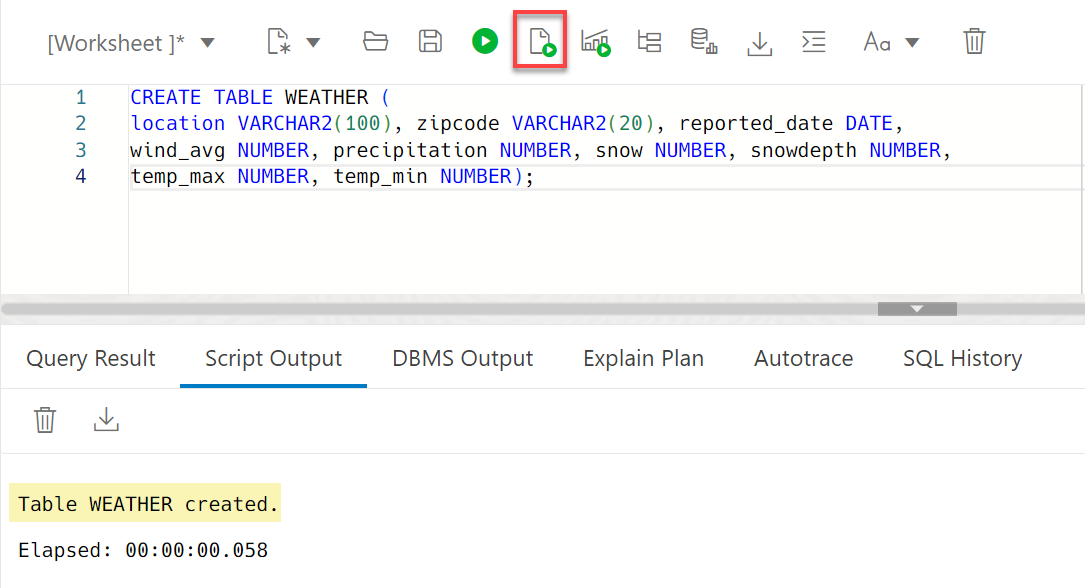 [Worksheet ]*
Aa
1 CREATE TABLE WEATHER (
2 location VARCHAR2(100), zipcode VARCHAR2(20), reported_date DATE,
3 wind_avg NUMBER, precipitation NUMBER, snow NUMBER, snowdepth NUMBER,
4 temp_max NUMBER, temp_min NUMBER);
Query Result Script Output DBMS Output Explain Plan Autotrace SQL History
Table WEATHER created.
Elapsed: 00:00:00.058